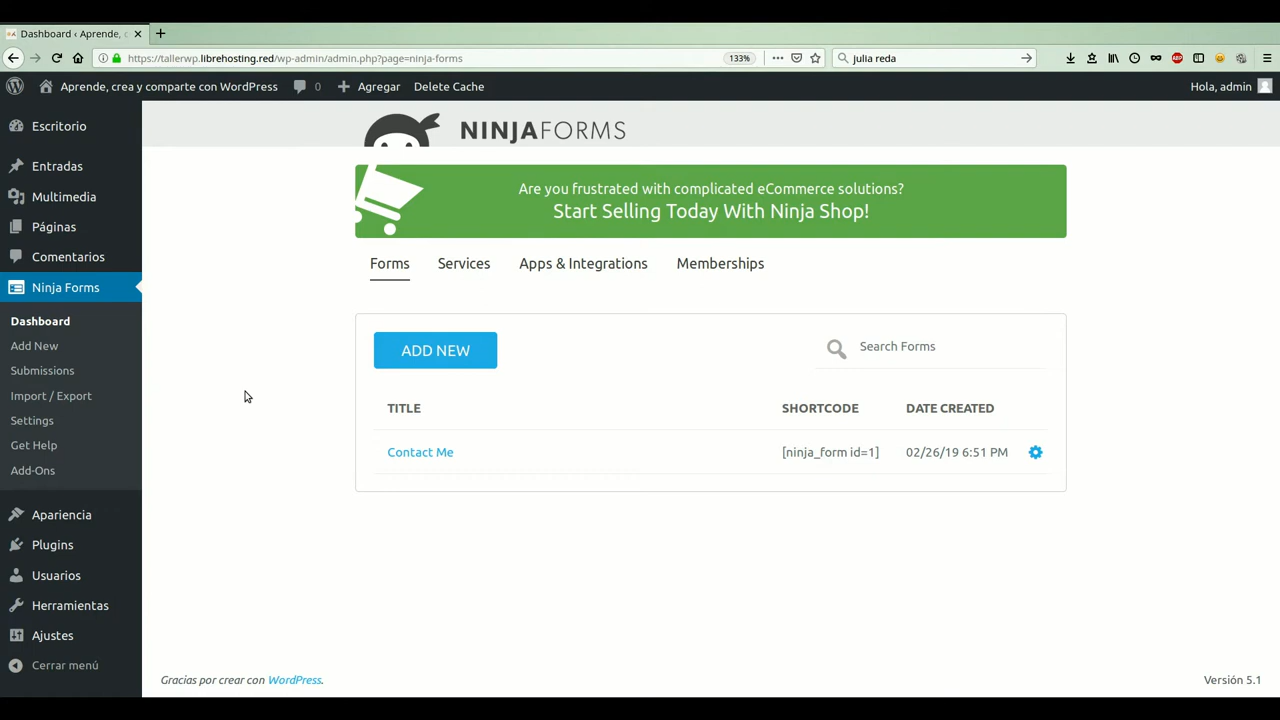 Dashboard ‹ Aprende, c
https://tallerwp.librehosting.red/wp-admin/admin.php?page=ninja-forms
133%
julia reda
Aprende, crea y comparte con WordPress
0
Agregar
Delete Cache
Hola, admin
Escritorio
Entradas
Multimedia
Páginas
Comentarios
Ninja Forms
Dashboard
Add New
Submissions
Import / Export
Settings
Get Help
Add-Ons
Apariencia
Plugins
Usuarios
Herramientas
Ajustes
Cerrar menú
NINJAFORMS
Are you frustrated with complicated eCommerce solutions?
Start Selling Today With Ninja Shop!
Forms
Services
Apps & Integrations
Memberships
ADD NEW
Search Forms
TITLE
SHORTCODE
DATE CREATED
Contact Me
[ninja_form id=1]
02/26/19 6:51 PM
Gracias por crear con WordPress.
Versión 5.1